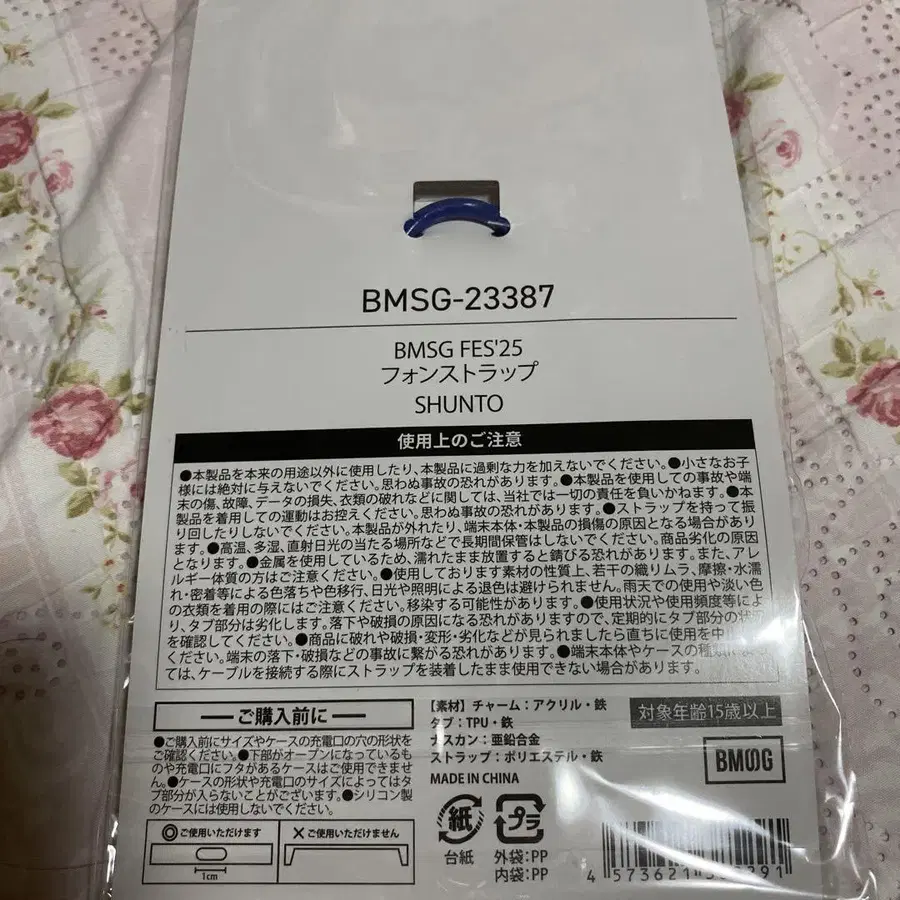 BMSG-23387
BMSG FES'25
フォンストラップ
SHUNTO
使用上のご注意
●本製品を本来の用途以外に使用したり、本製品に過剰な力を加えないでください。●小さなお子
様には絶対に与えないでください。思わぬ事故の恐れがあります。●本製品を使用しての事故や端
末の傷、故障、データの損失、衣類の破れなどに関しては、当社では一切の責任を負いかねます。●本
製品を着用しての運動はお控えください。思わぬ事故の恐れがあります。●ストラップを持って振
り回したりしないでください。本製品が外れたり、端末本体・本製品の損傷の原因となる場合があり
ます。●高温、多湿、直射日光の当たる場所などで長期間保管はしないでください。商品劣化の原因
となります。●金属を使用しているため、濡れたまま放置すると錆びる恐れがあります。また、アレ
ルギー体質の方はご注意ください。●使用しております素材の性質上、若干の織りムラ、摩擦・水濡
れ・密着等による色落ちや色移行、日光や照明による退色は避けられません。雨天での使用や淡い色
の衣類を着用の際にはご注意ください。移染する可能性があります。●使用状況や使用頻度等によ
り、タブ部分は劣化します。落下や破損の原因になる恐れがありますので、定期的にタブ部分の状況
を確認してください。●商品に破れや破損・変形・劣化などが見られましたら直ちに使用を中止
ください。端末の落下・破損などの事故に繋がる恐れがあります。●端末本体やケースの種類によっ
ては、ケーブルを接続する際にストラップを装着したまま使用できない場合があります。
ご購入前に
●ご購入前にサイズやケースの充電口の穴の形状を
ご確認ください。●下部がオープンになっているも
のや充電口にフタがあるケースはご使用できませ
ん。●ケースの形状や充電口のサイズによってはタ
ブ部分が入らないことがございます。●シリコン製
のケースには使用しないでください。
◎ご使用いただけます
1cm
×ご使用いただけません
【素材】チャーム:アクリル・鉄
タブ:TPU・鉄
ナスカン:亜鉛合金
ストラップ:ポリエステル・鉄
MADE IN CHINA
対象年齢15歳以上
BMSG
紙
台紙
プラ
外袋:PP
内袋:PP
4 573621